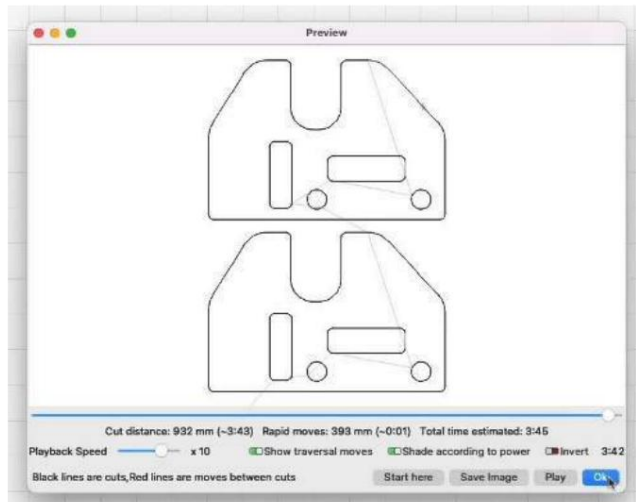 Preview
Cut distance: 932 mm (~3:43) Rapid moves: 393 mm (~0:01) Total time estimated: 3:45
Playback Speed x 10 Show traversal moves Shade according to power Invert 3:42
Black lines are cuts,Red lines are moves between cuts Start here Save Image Play Ok